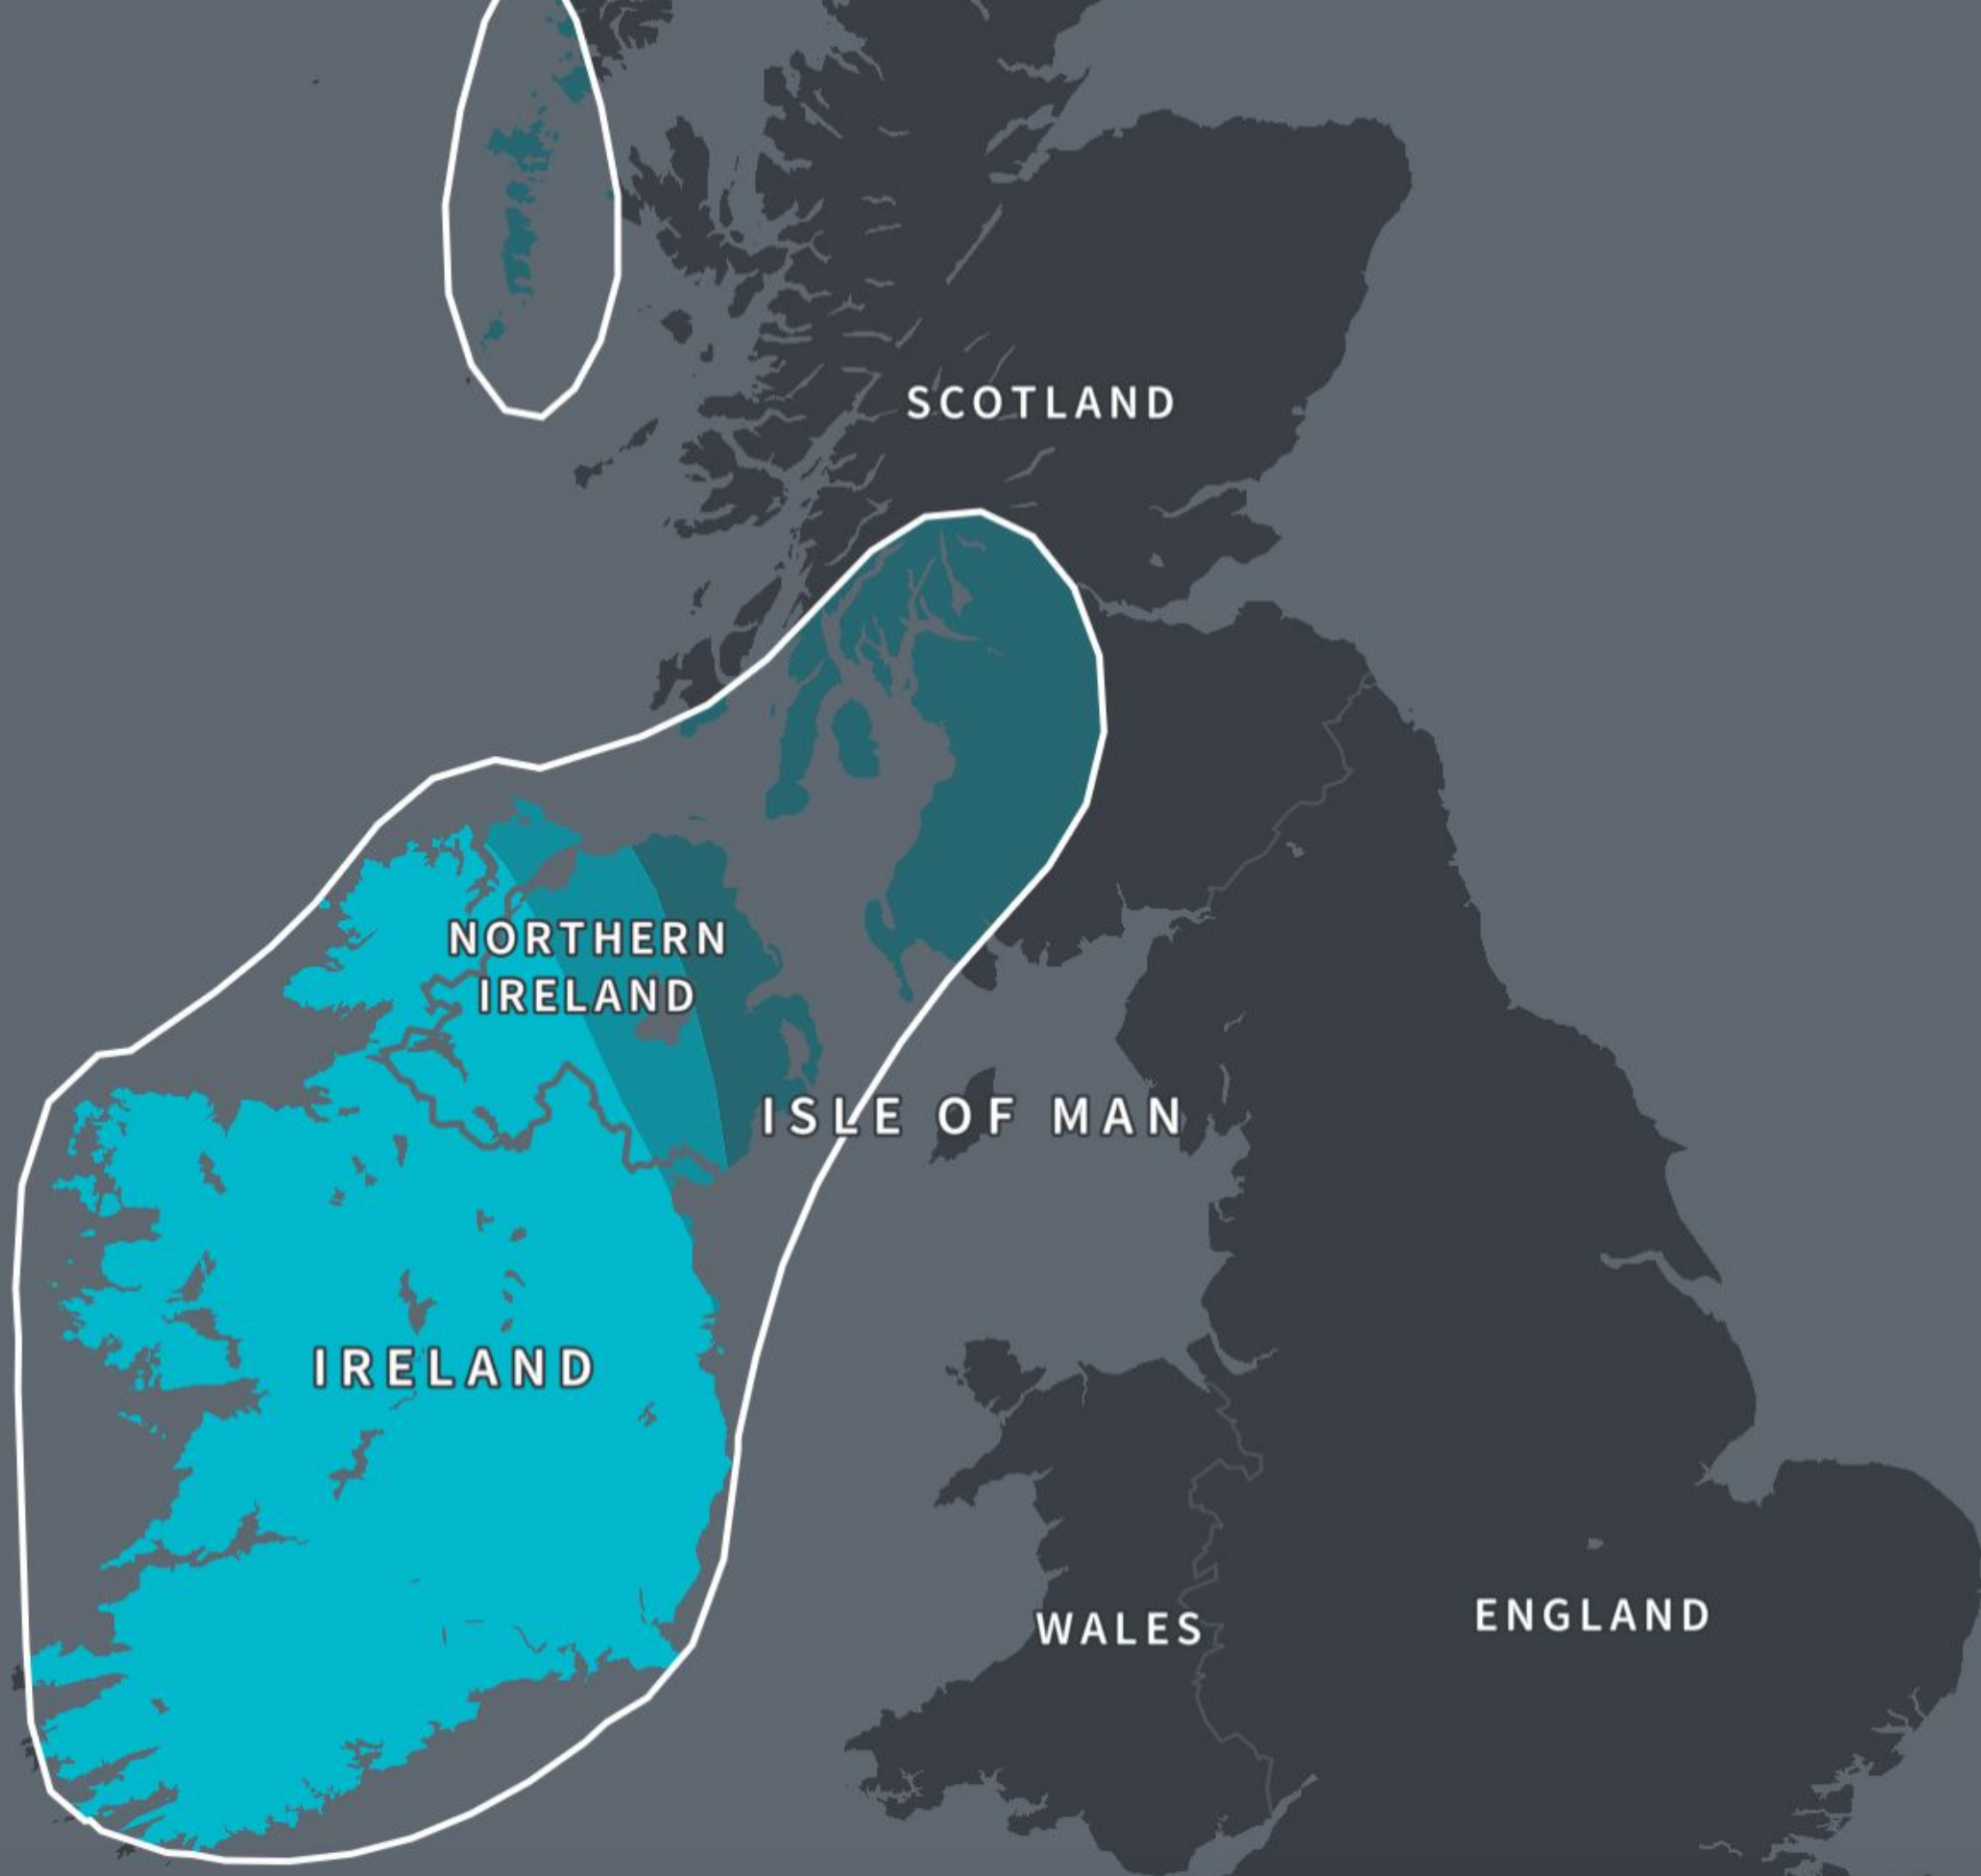 SCOTLAND
NORTHERN
IRELAND
ISLE OF MAN
IRELAND
WALES
ENGLAND